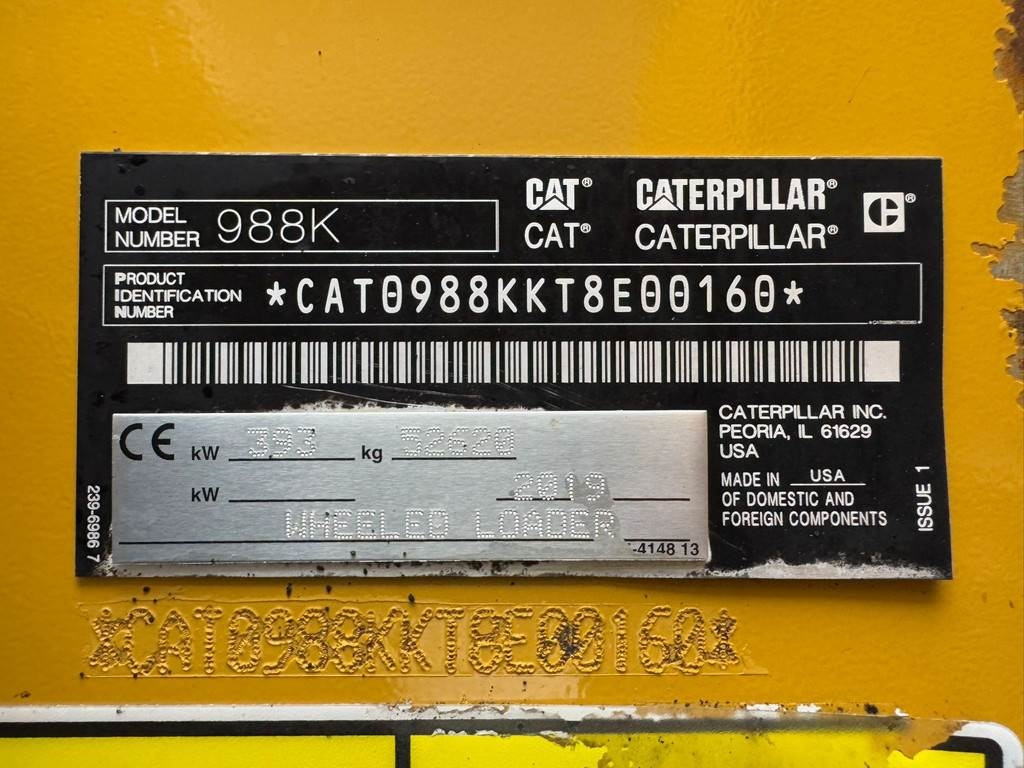 CAT® CATERPILLAR® ®
MODEL NUMBER 988K
CAT® CATERPILLAR®
PRODUCT IDENTIFICATION NUMBER *CAT0988KKT8E00160*
CE kW 393 kg 52620
kW 2019
WHEELED LOADER
-4148 13
CATERPILLAR INC.
PEORIA, IL 61629
USA
MADE IN USA
OF DOMESTIC AND
FOREIGN COMPONENTS
ISSUE 1
239-6986 7
*CAT0988KKT8E00160*